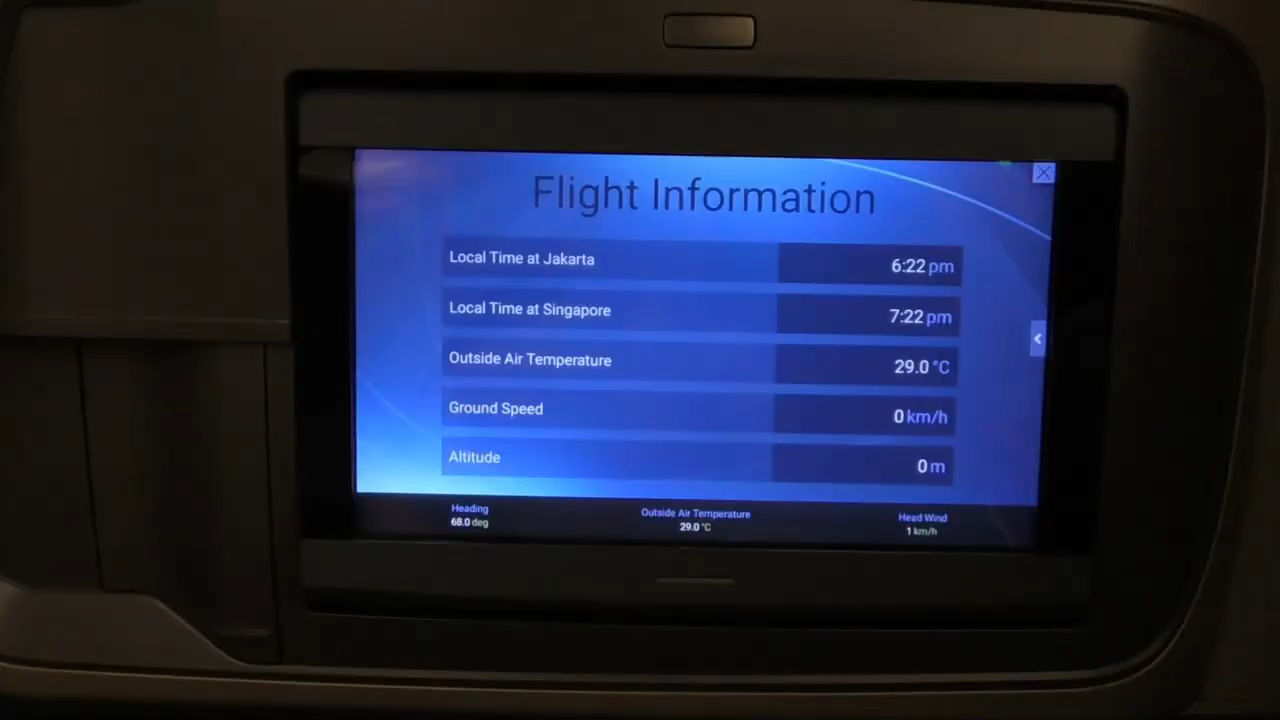 Flight Information
Local Time at Jakarta 6:22 pm
Local Time at Singapore 7:22 pm
Outside Air Temperature 29.0 °C
Ground Speed 0 km/h
Altitude 0 m
Heading Outside Air Temperature Head Wind
68.0 deg 29.0 °C 1 km/h